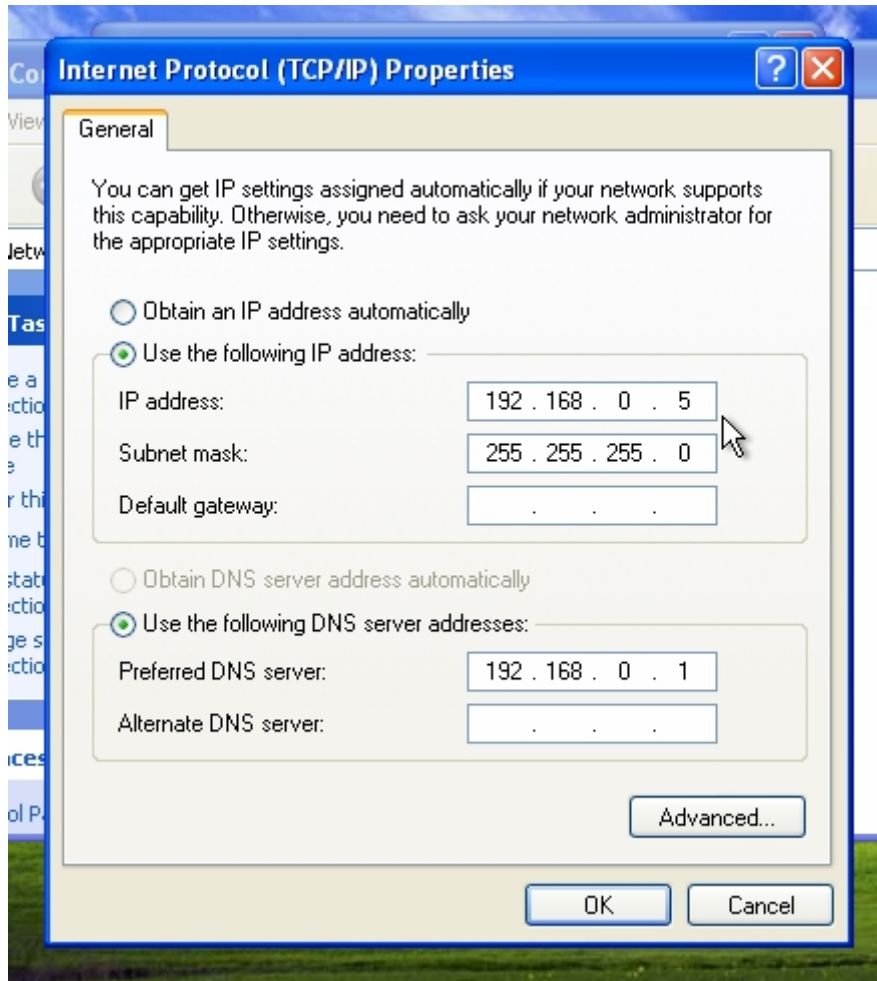 Internet Protocol (TCP/IP) Properties
General
You can get IP settings assigned automatically if your network supports
this capability. Otherwise, you need to ask your network administrator for
the appropriate IP settings.
Obtain an IP address automatically
Use the following IP address:
IP address: 192 . 168 . 0 . 5
Subnet mask: 255 . 255 . 255 . 0
Default gateway: . . .
Obtain DNS server address automatically
Use the following DNS server addresses:
Preferred DNS server: 192 . 168 . 0 . 1
Alternate DNS server: . . .
Advanced...
OK Cancel